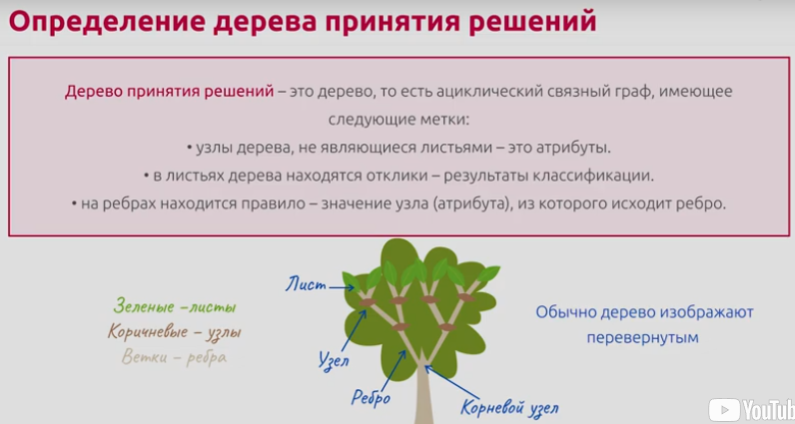 Определение дерева принятия решений
Дерево принятия решений – это дерево, то есть ациклический связный граф, имеющее
следующие метки:
• узлы дерева, не являющиеся листьями – это атрибуты.
• в листьях дерева находятся отклики – результаты классификации.
• на ребрах находится правило – значение узла (атрибута), из которого исходит ребро.
Зеленые –листы
Коричневые – узлы
Ветки – ребра
Лист
Узел
Ребро
Корневой узел
Обычно дерево изображают
перевернутым